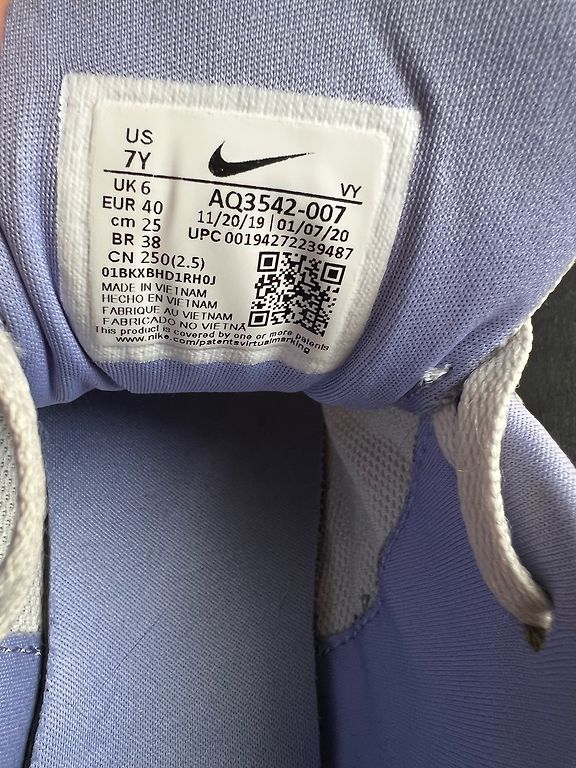 US
7Y
VY
UK 6
EUR 40
cm 25
BR 38
CN 250(2.5)
AQ3542-007
11/20/19 | 01/07/20
UPC 00194272239487
01BKXBHD1RH0J
MADE IN VIETNAM
HECHO EN VIETNAM
FABRIQUE AU VIETNAM
FABRICADO NO VIETNÃ
This product is covered by one or more patents
www.nike.com/patentsvirtualmarking